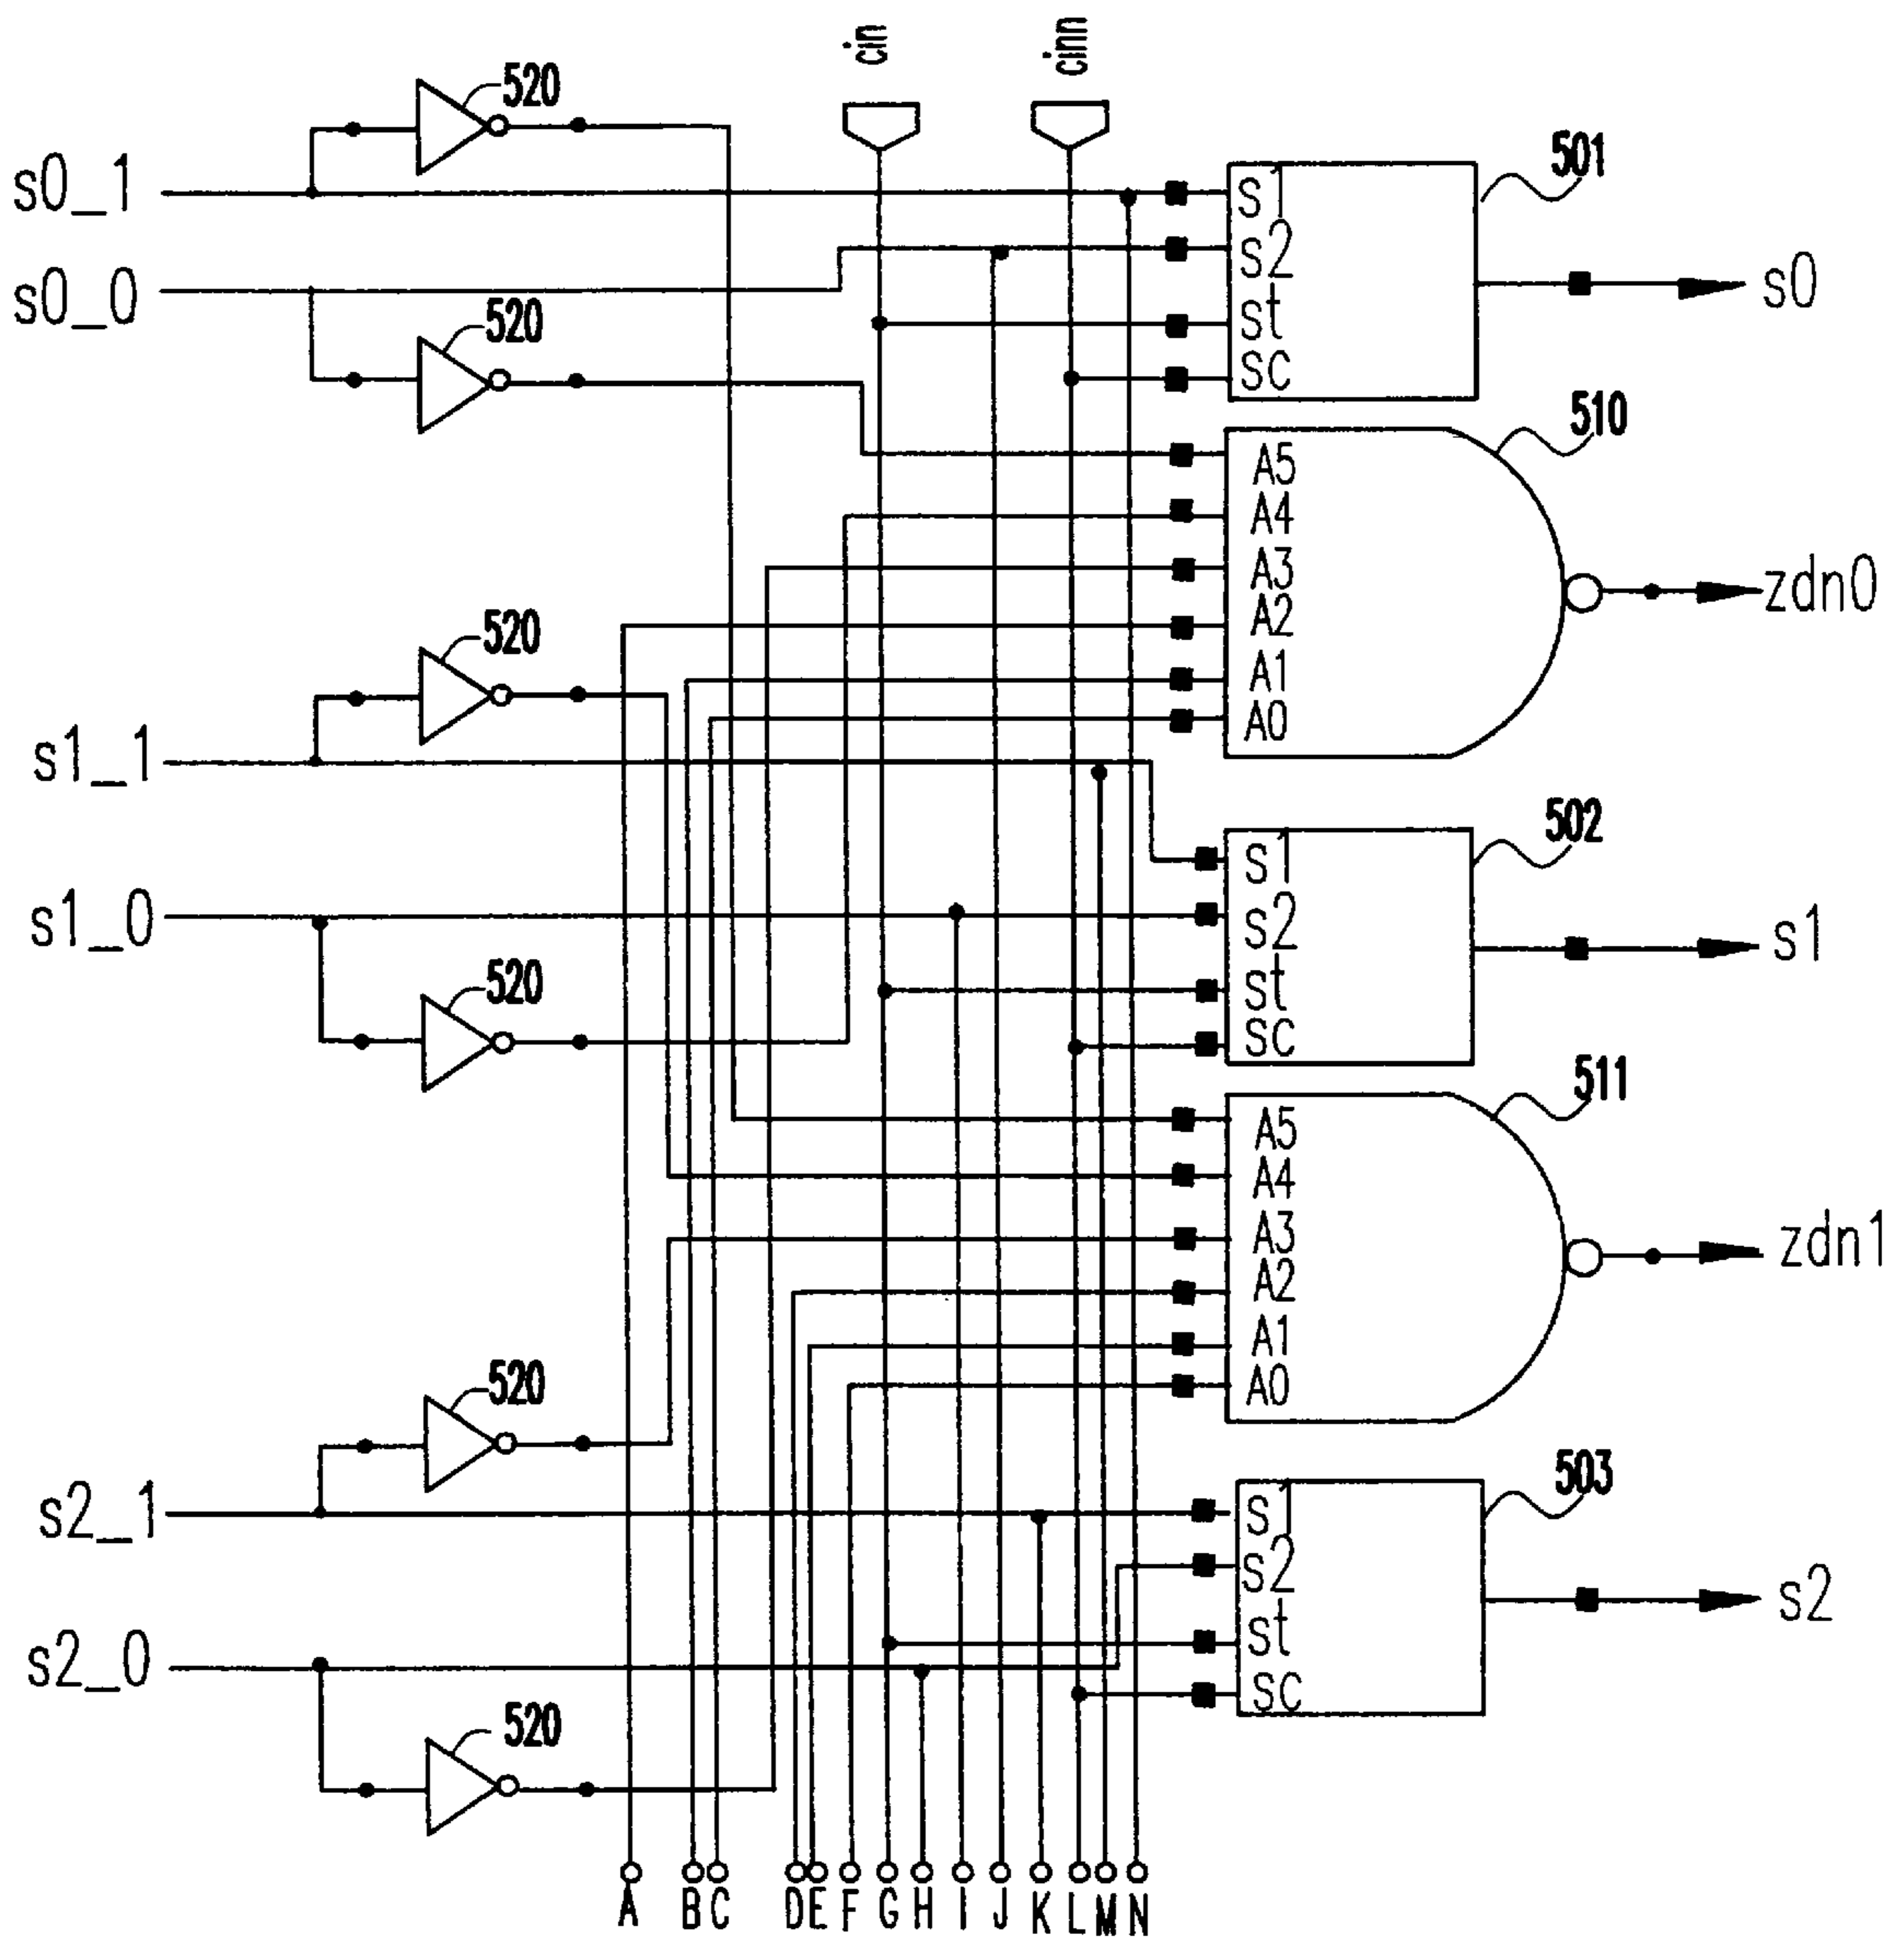 cin
cinn
520
s0_1
501
s1
s2
st
sc
s0
s0_0
520
510
A5
A4
A3
A2
A1
A0
zdn0
520
s1_1
502
s1
s2
st
sc
s1
s1_0
520
511
A5
A4
A3
A2
A1
A0
zdn1
520
s2_1
503
s1
s2
st
sc
s2
s2_0
520
A B C D E F G H I J K L M N